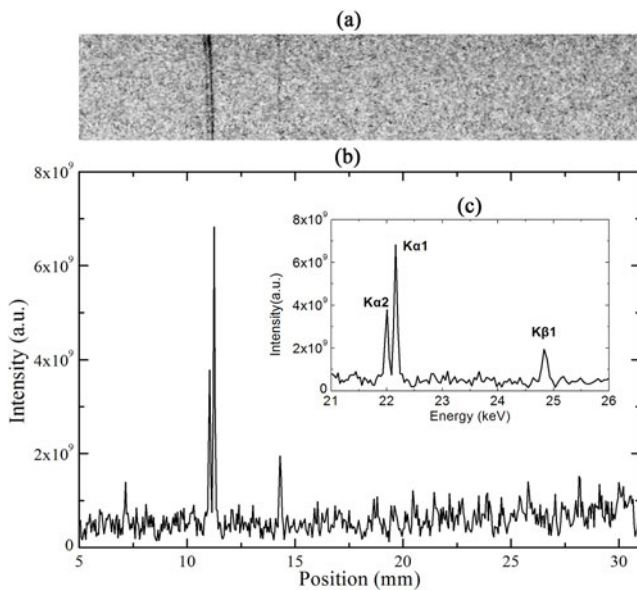 (a)
(b)
8x10⁹
6x10⁹
4x10⁹
2x10⁹
0
Intensity (a.u.)
5
10
15
20
25
30
Position (mm)
(c)
8x10⁹
6x10⁹
4x10⁹
2x10⁹
0
Intensity(a.u.)
Kα1
Kα2
Kβ1
21
22
23
24
25
26
Energy (keV)